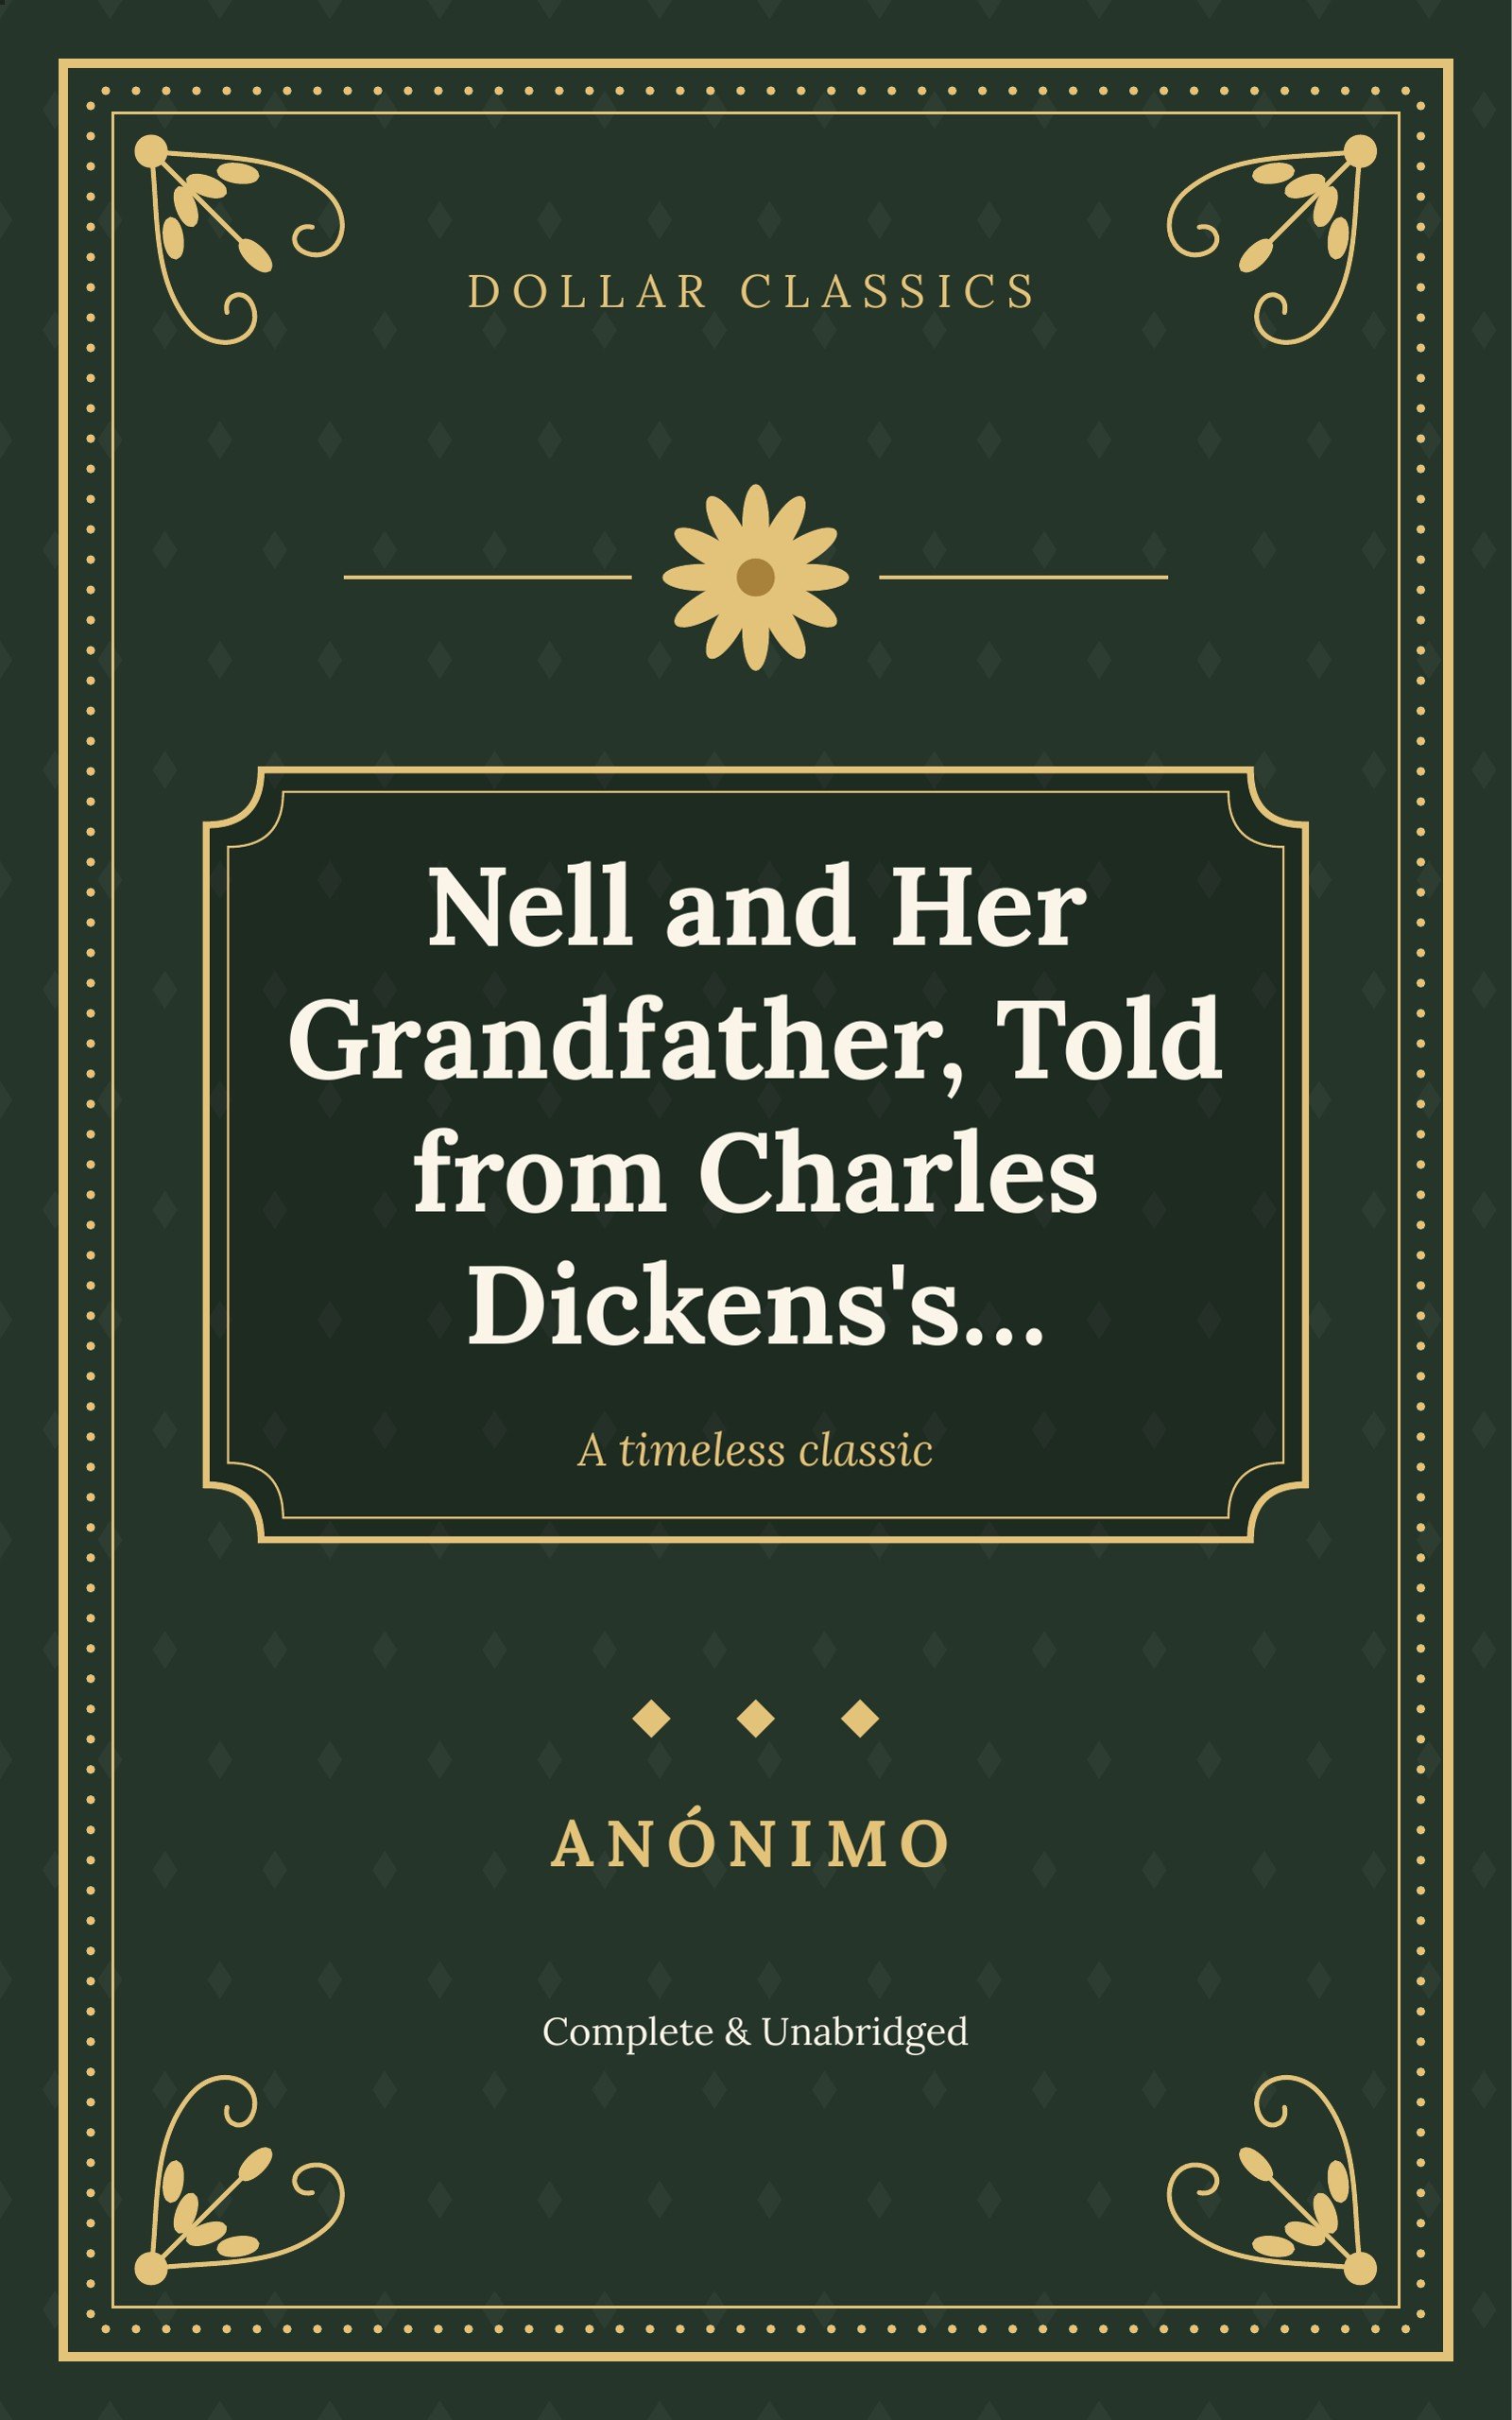 DOLLAR CLASSICS
Nell and Her
Grandfather, Told
from Charles
Dickens's...
A timeless classic
ANÓNIMO
Complete & Unabridged